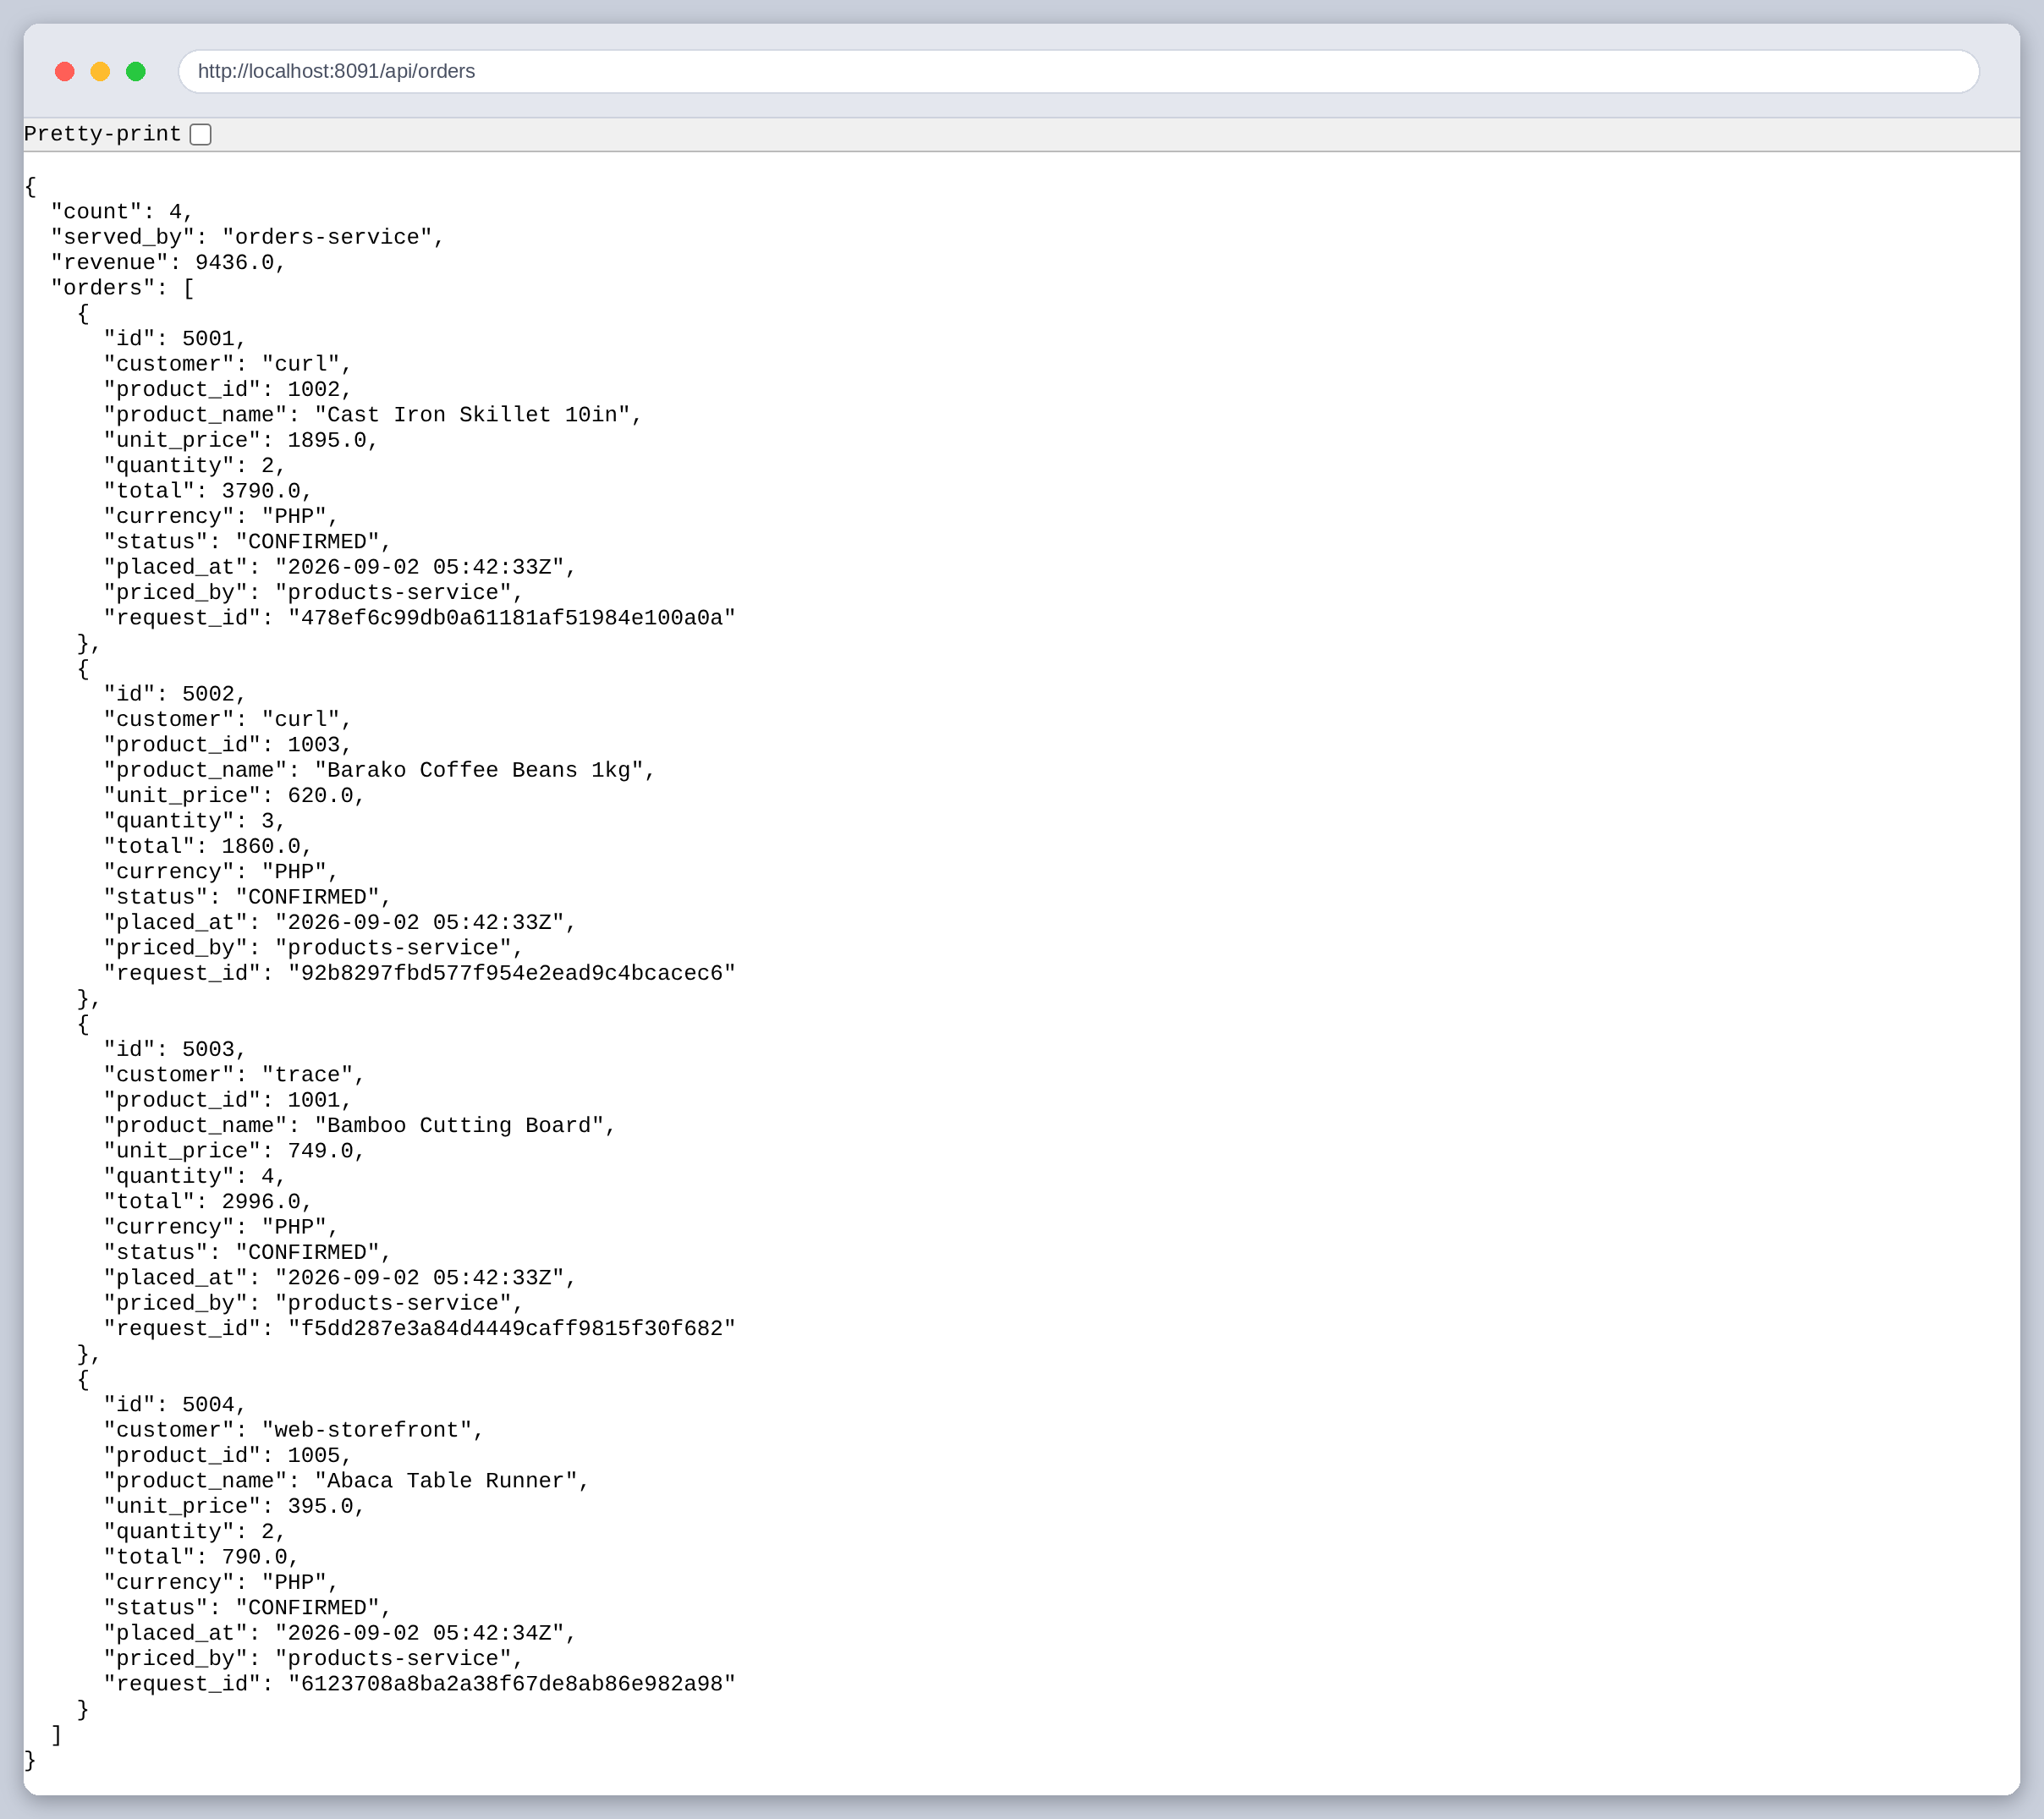 http://localhost:8091/api/orders
Pretty-print
{
  "count": 4,
  "served_by": "orders-service",
  "revenue": 9436.0,
  "orders": [
    {
      "id": 5001,
      "customer": "curl",
      "product_id": 1002,
      "product_name": "Cast Iron Skillet 10in",
      "unit_price": 1895.0,
      "quantity": 2,
      "total": 3790.0,
      "currency": "PHP",
      "status": "CONFIRMED",
      "placed_at": "2026-09-02 05:42:33Z",
      "priced_by": "products-service",
      "request_id": "478ef6c99db0a61181af51984e100a0a"
    },
    {
      "id": 5002,
      "customer": "curl",
      "product_id": 1003,
      "product_name": "Barako Coffee Beans 1kg",
      "unit_price": 620.0,
      "quantity": 3,
      "total": 1860.0,
      "currency": "PHP",
      "status": "CONFIRMED",
      "placed_at": "2026-09-02 05:42:33Z",
      "priced_by": "products-service",
      "request_id": "92b8297fbd577f954e2ead9c4bcacec6"
    },
    {
      "id": 5003,
      "customer": "trace",
      "product_id": 1001,
      "product_name": "Bamboo Cutting Board",
      "unit_price": 749.0,
      "quantity": 4,
      "total": 2996.0,
      "currency": "PHP",
      "status": "CONFIRMED",
      "placed_at": "2026-09-02 05:42:33Z",
      "priced_by": "products-service",
      "request_id": "f5dd287e3a84d4449caff9815f30f682"
    },
    {
      "id": 5004,
      "customer": "web-storefront",
      "product_id": 1005,
      "product_name": "Abaca Table Runner",
      "unit_price": 395.0,
      "quantity": 2,
      "total": 790.0,
      "currency": "PHP",
      "status": "CONFIRMED",
      "placed_at": "2026-09-02 05:42:34Z",
      "priced_by": "products-service",
      "request_id": "6123708a8ba2a38f67de8ab86e982a98"
    }
  ]
}